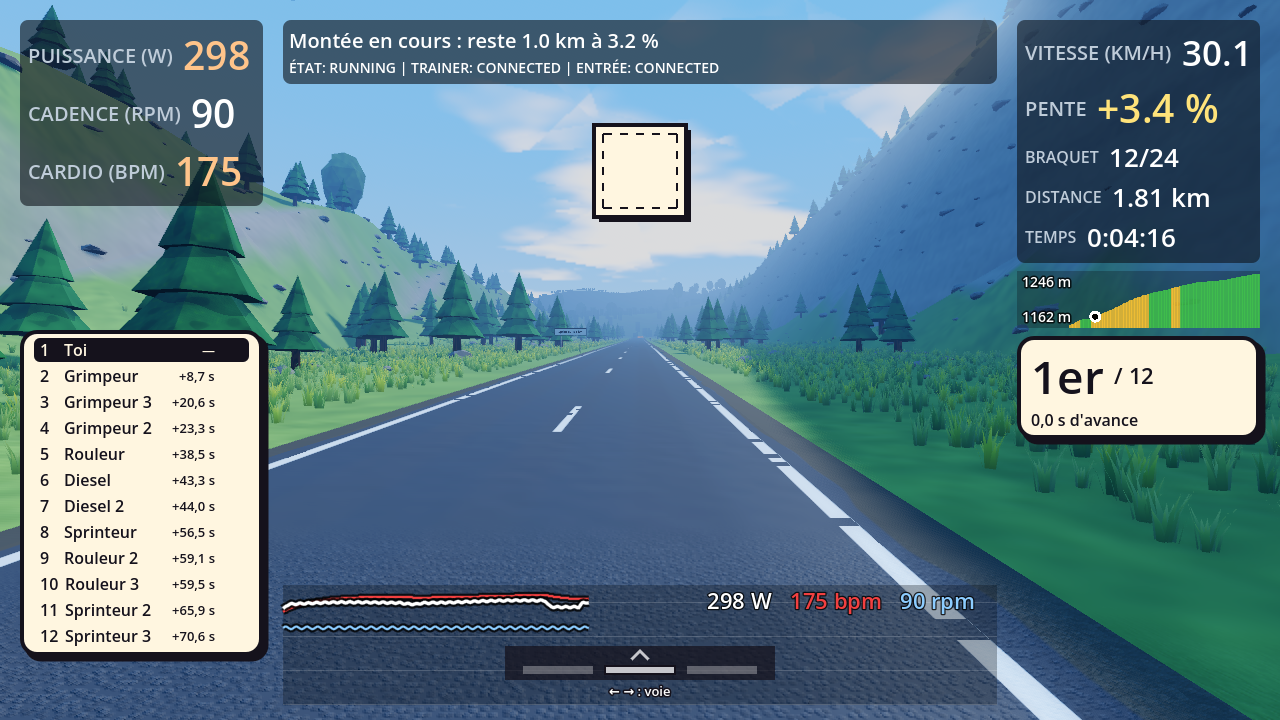 PUISSANCE (W) 298
CADENCE (RPM) 90
CARDIO (BPM) 175
Montée en cours : reste 1.0 km à 3.2 %
ÉTAT: RUNNING | TRAINER: CONNECTED | ENTRÉE: CONNECTED
VITESSE (KM/H) 30.1
PENTE +3.4 %
BRAQUET 12/24
DISTANCE 1.81 km
TEMPS 0:04:16
1246 m
1162 m
1er / 12
0,0 s d'avance
1 Toi —
2 Grimpeur +8,7 s
3 Grimpeur 3 +20,6 s
4 Grimpeur 2 +23,3 s
5 Rouleur +38,5 s
6 Diesel +43,3 s
7 Diesel 2 +44,0 s
8 Sprinteur +56,5 s
9 Rouleur 2 +59,1 s
10 Rouleur 3 +59,5 s
11 Sprinteur 2 +65,9 s
12 Sprinteur 3 +70,6 s
298 W 175 bpm 90 rpm
← → : voie